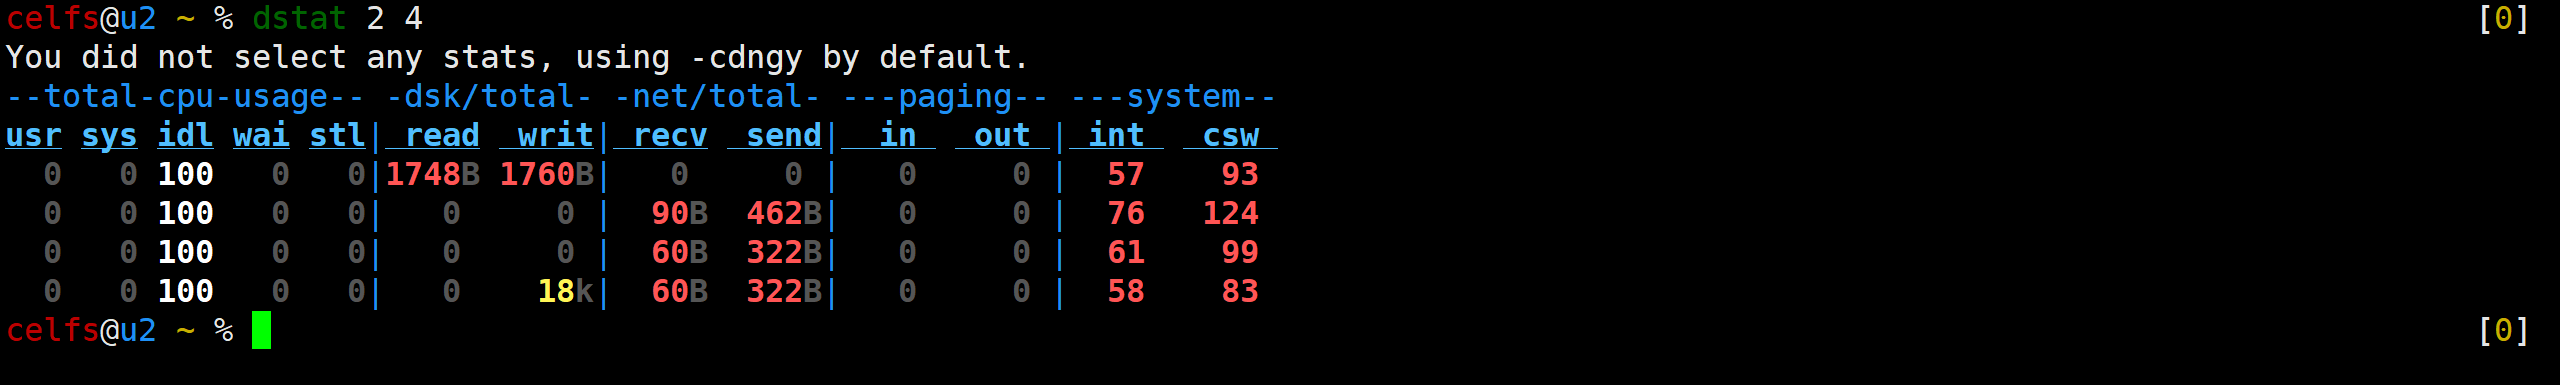 celfs@u2 ~ % dstat 2 4 [0]
You did not select any stats, using -cdngy by default.
--total-cpu-usage-- -dsk/total- -net/total- ---paging-- ---system--
usr sys idl wai stl| read  writ| recv  send|  in   out | int   csw
  0   0 100   0   0|1748B 1760B|   0     0 |   0     0 |  57    93
  0   0 100   0   0|   0     0 |  90B  462B|   0     0 |  76   124
  0   0 100   0   0|   0     0 |  60B  322B|   0     0 |  61    99
  0   0 100   0   0|   0    18k|  60B  322B|   0     0 |  58    83
celfs@u2 ~ % [0]